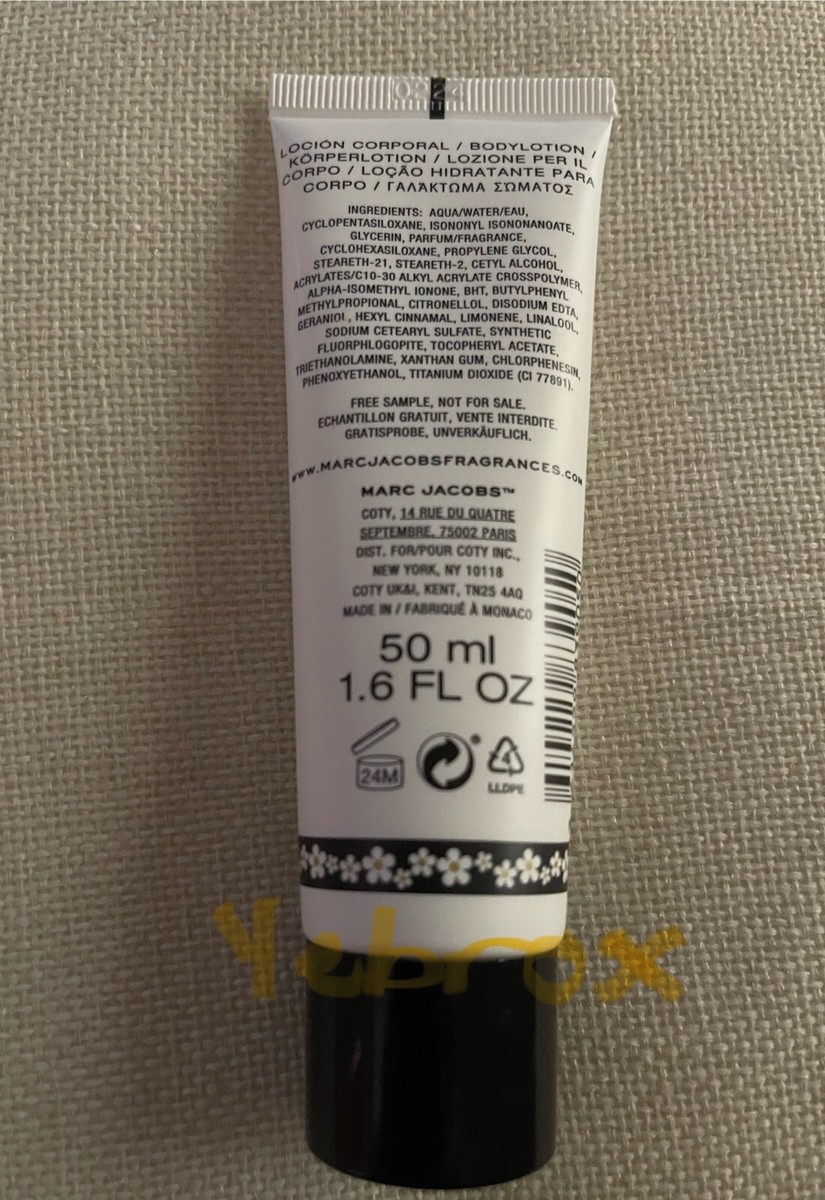 LOCIÓN CORPORAL / BODYLOTION /
KÖRPERLOTION / LOZIONE PER IL
CORPO / LOÇÃO HIDRATANTE PARA
CORPO / ΓΑΛΑΚΤΩΜΑ ΣΩΜΑΤΟΣ
INGREDIENTS: AQUA/WATER/EAU,
CYCLOPENTASILOXANE, ISONONYL ISONONANOATE,
GLYCERIN, PARFUM/FRAGRANCE,
CYCLOHEXASILOXANE, PROPYLENE GLYCOL,
STEARETH-21, STEARETH-2, CETYL ALCOHOL,
ACRYLATES/C10-30 ALKYL ACRYLATE CROSSPOLYMER,
ALPHA-ISOMETHYL IONONE, BHT, BUTYLPHENYL
METHYLPROPIONAL, CITRONELLOL, DISODIUM EDTA,
GERANIOL, HEXYL CINNAMAL, LIMONENE, LINALOOL,
SODIUM CETEARYL SULFATE, SYNTHETIC
FLUORPHLOGOPITE, TOCOPHERYL ACETATE,
TRIETHANOLAMINE, XANTHAN GUM, CHLORPHENESIN,
PHENOXYETHANOL, TITANIUM DIOXIDE (CI 77891).
FREE SAMPLE, NOT FOR SALE.
ECHANTILLON GRATUIT, VENTE INTERDITE.
GRATISPROBE, UNVERKÄUFLICH.
WWW.MARCJACOBSFRAGRANCES.COM
MARC JACOBS™
COTY, 14 RUE DU QUATRE
SEPTEMBRE, 75002 PARIS
DIST. FOR/POUR COTY INC.,
NEW YORK, NY 10118
COTY UK&I, KENT, TN25 4AQ
MADE IN / FABRIQUÉ À MONACO
50 ml
1.6 FL OZ
24M
4
LLDPE
Yebrox